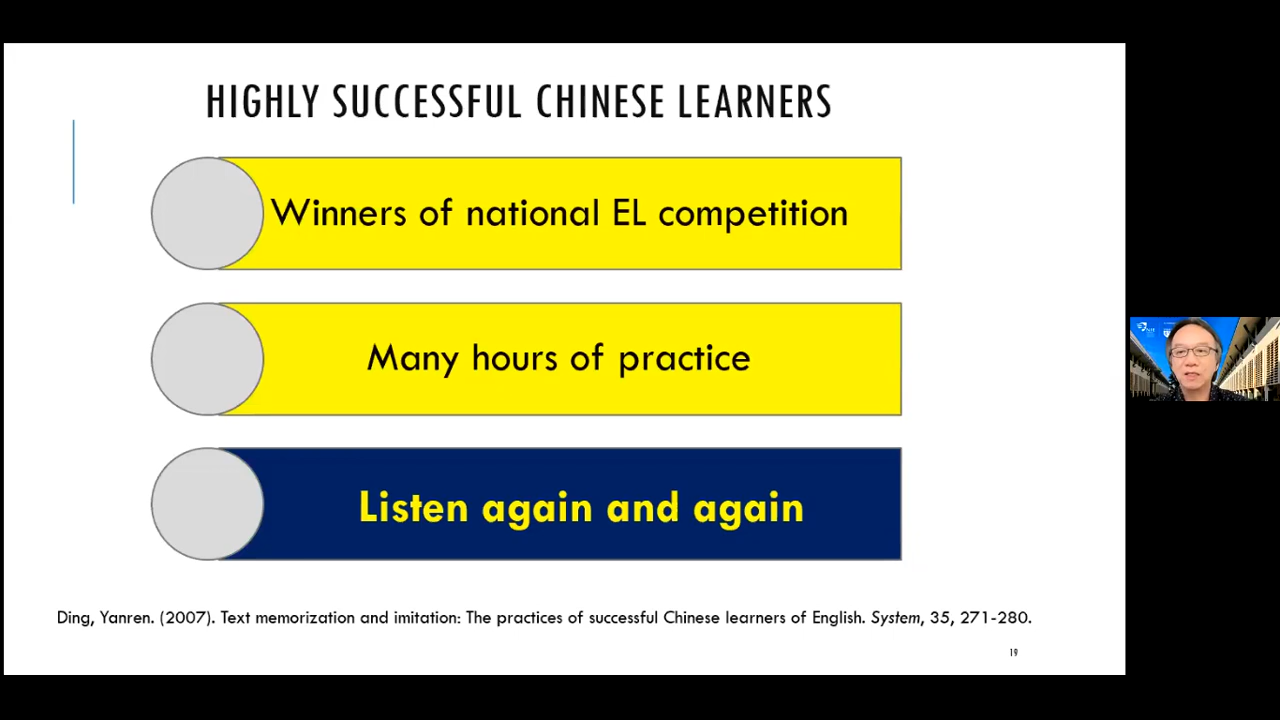 HIGHLY SUCCESSFUL CHINESE LEARNERS
Winners of national EL competition
Many hours of practice
Listen again and again
Ding, Yanren. (2007). Text memorization and imitation: The practices of successful Chinese learners of English. System, 35, 271-280.
19